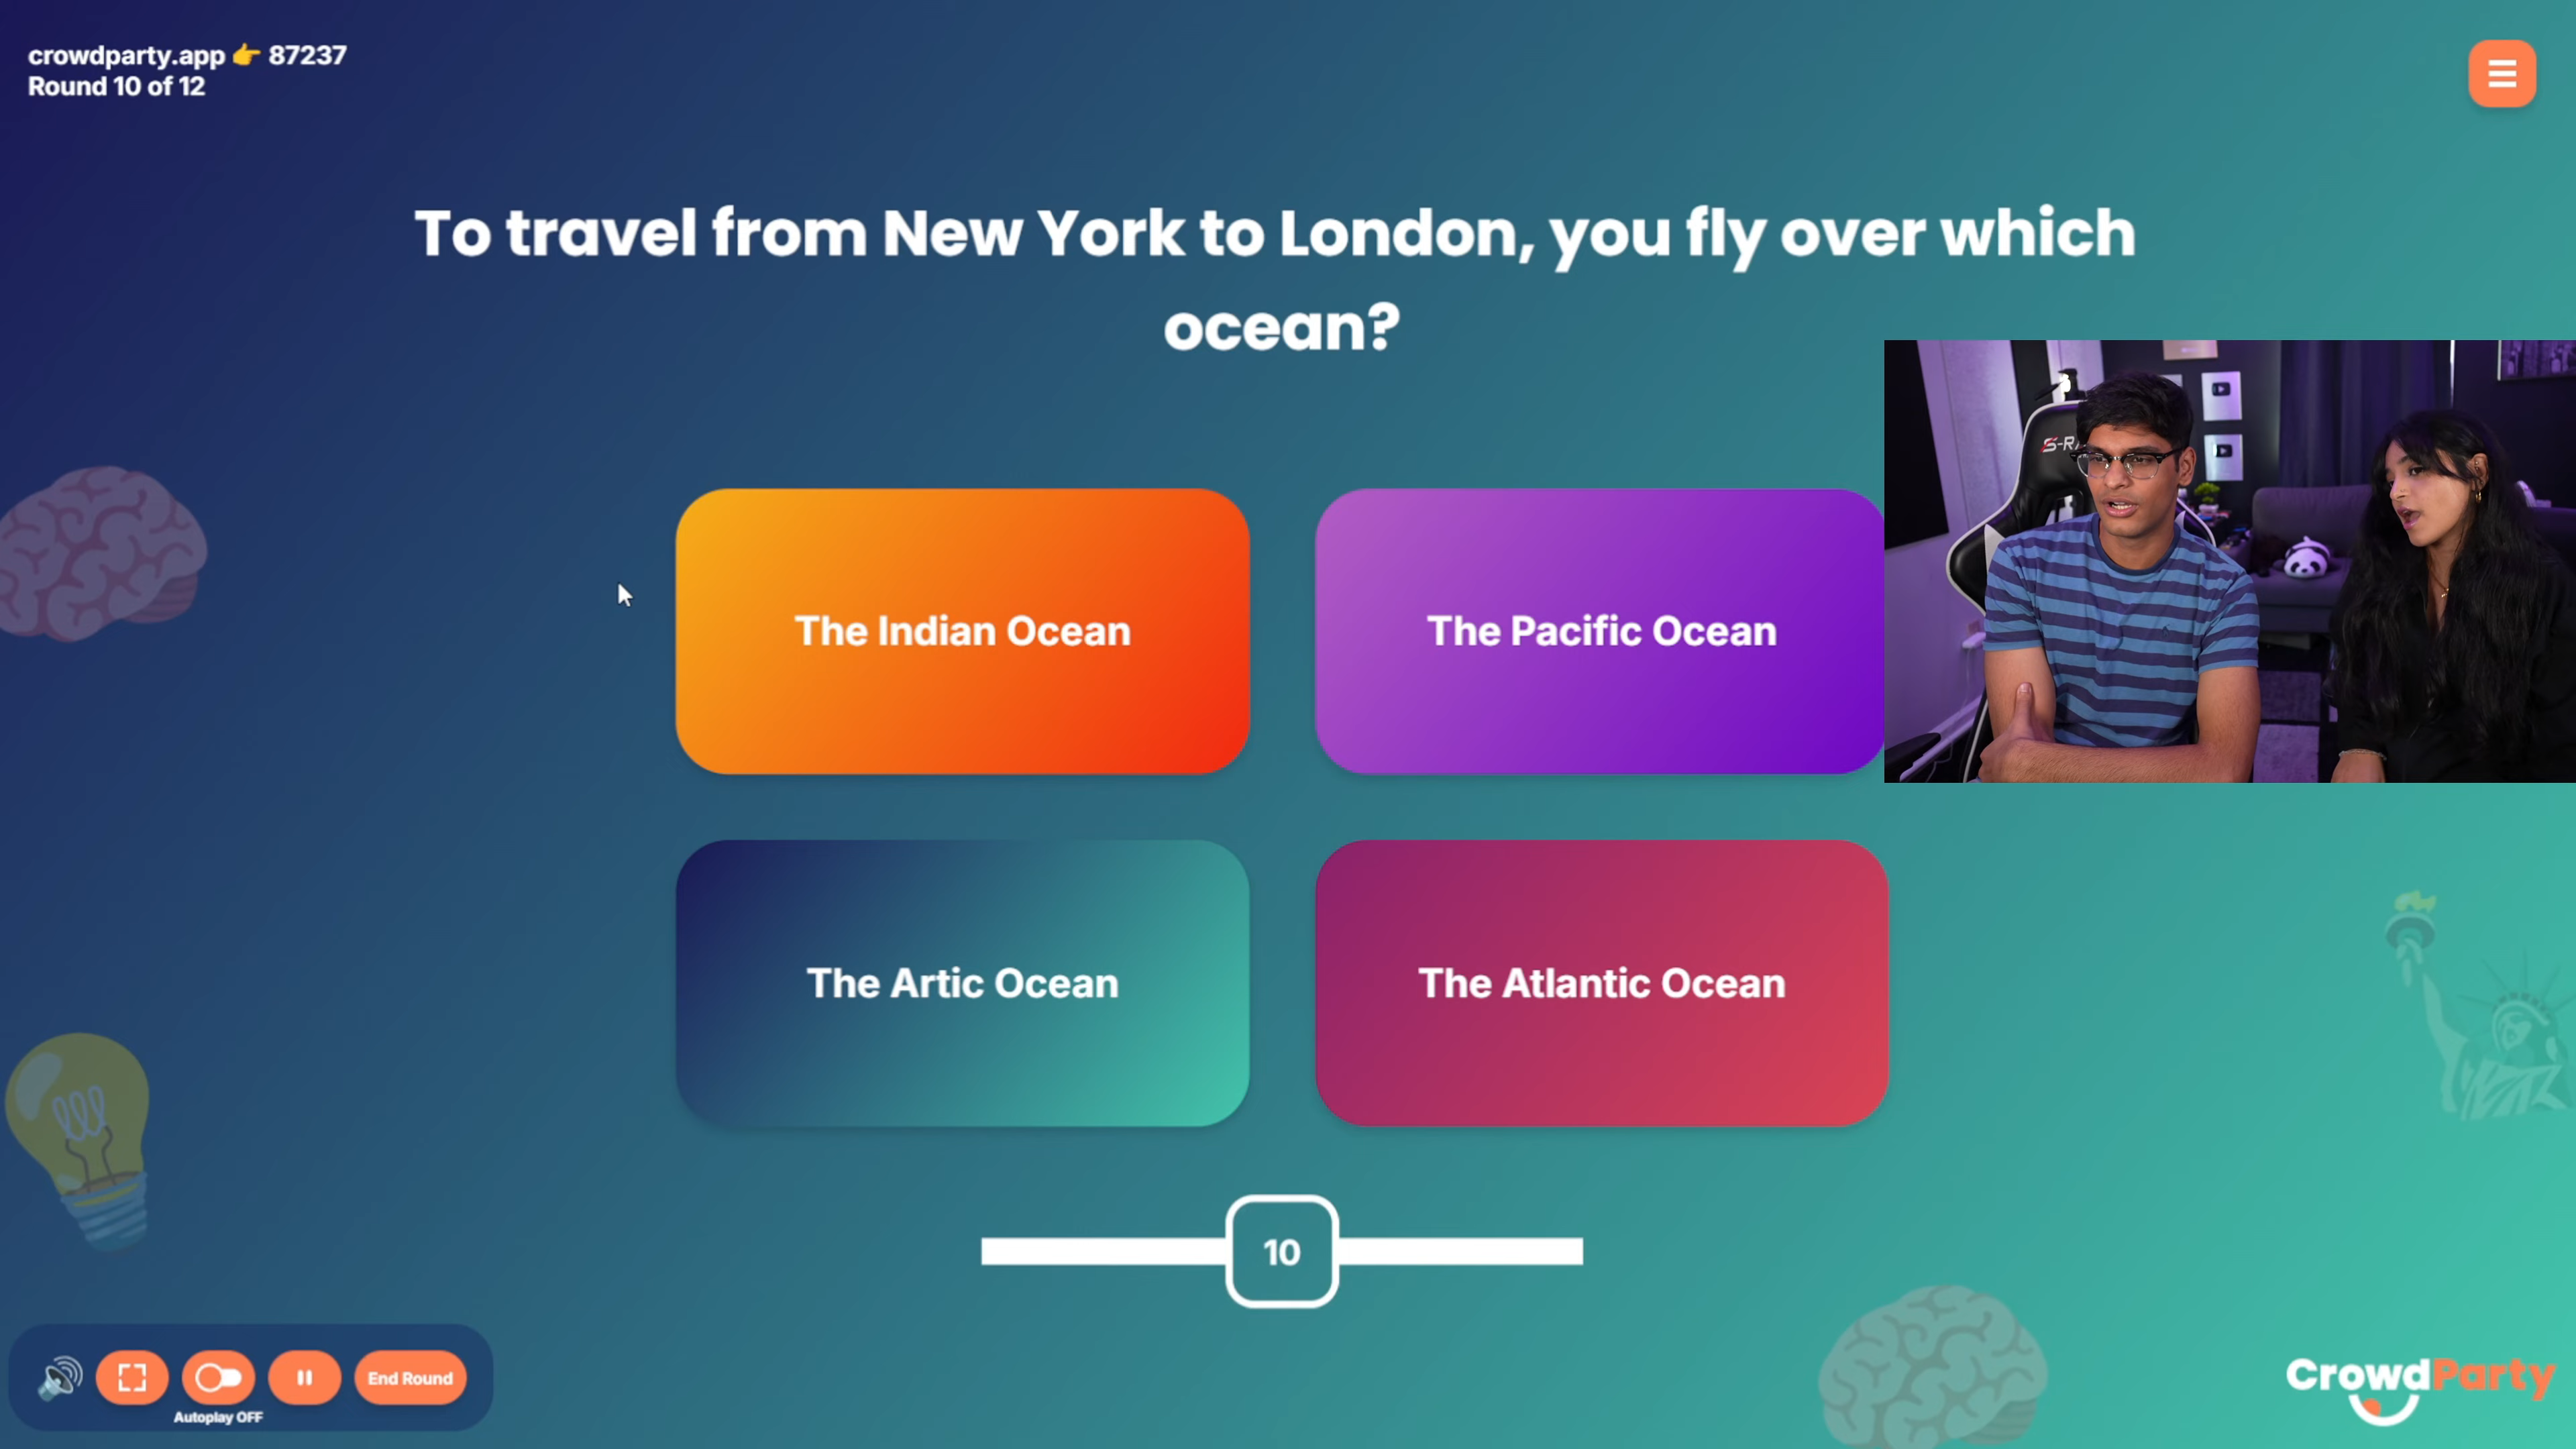 crowdparty.app 👉 87237
Round 10 of 12
To travel from New York to London, you fly over which
ocean?
The Indian Ocean
The Pacific Ocean
S-RA
The Artic Ocean
The Atlantic Ocean
10
End Round
Autoplay OFF
CrowdParty